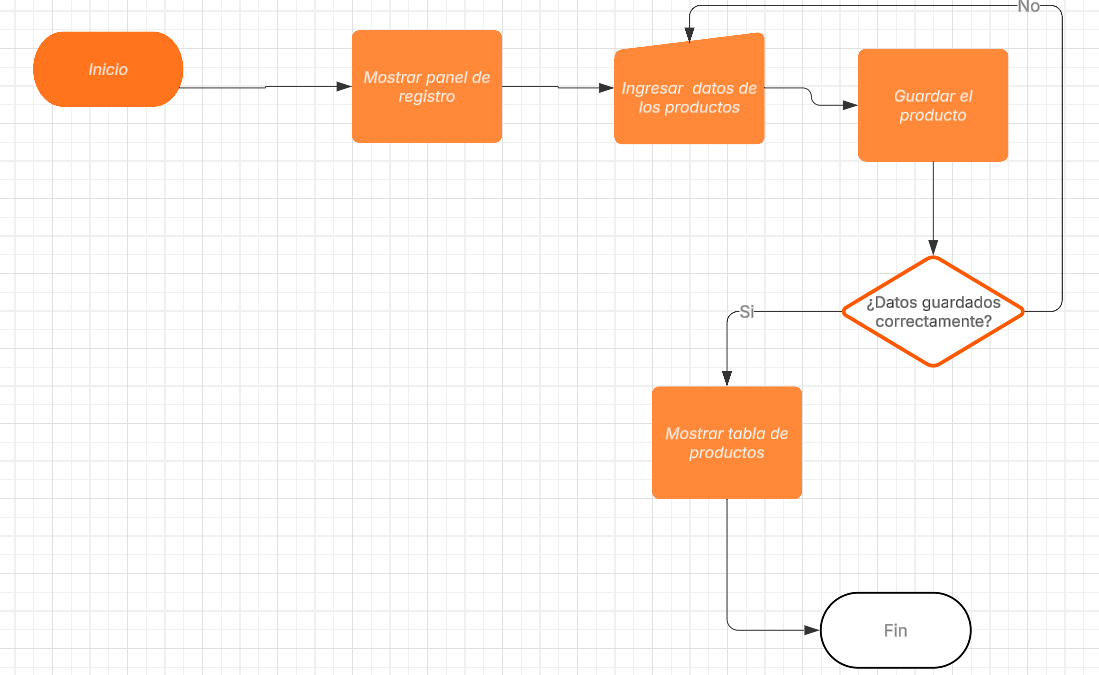 Inicio
Mostrar panel de
registro
Ingresar datos de
los productos
Guardar el
producto
No
¿Datos guardados
correctamente?
Si
Mostrar tabla de
productos
Fin